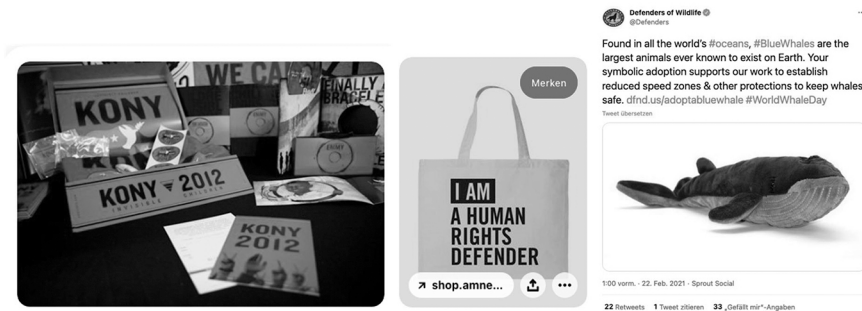 WE CA
KONY
FINALLY
BRACELE
KONY
KONY 2012
INVISIBLE CHILDREN
KONY
2012
Merken
I AM
A HUMAN
RIGHTS
DEFENDER
shop.amne...
Defenders of Wildlife
@Defenders
Found in all the world's #oceans, #BlueWhales are the
largest animals ever known to exist on Earth. Your
symbolic adoption supports our work to establish
reduced speed zones & other protections to keep whales
safe. dfnd.us/adoptabluewhale #WorldWhaleDay
Tweet übersetzen
1:00 vorm. · 22. Feb. 2021 · Sprout Social
22 Retweets 1 Tweet zitieren 33 „Gefällt mir"-Angaben